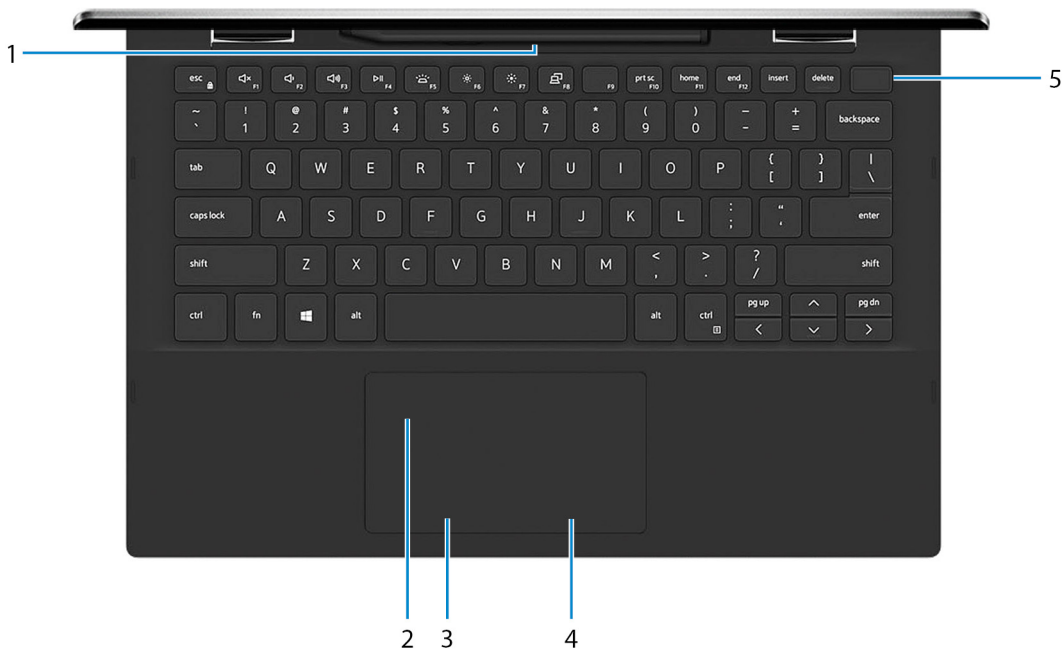 1
5
esc F1 F2 F3 F4 F5 F6 F7 F8 F9 prt sc F10 home F11 end F12 insert delete
~ ! @ # $ % ^ & * ( ) _ +
` 1 2 3 4 5 6 7 8 9 0 - = backspace
tab Q W E R T Y U I O P { [ } ] | \
caps lock A S D F G H J K L : ; “ ‘ enter
shift Z X C V B N M < , > . ? / shift
ctrl fn alt alt ctrl pg up ^ pg dn
< v >
2 3 4